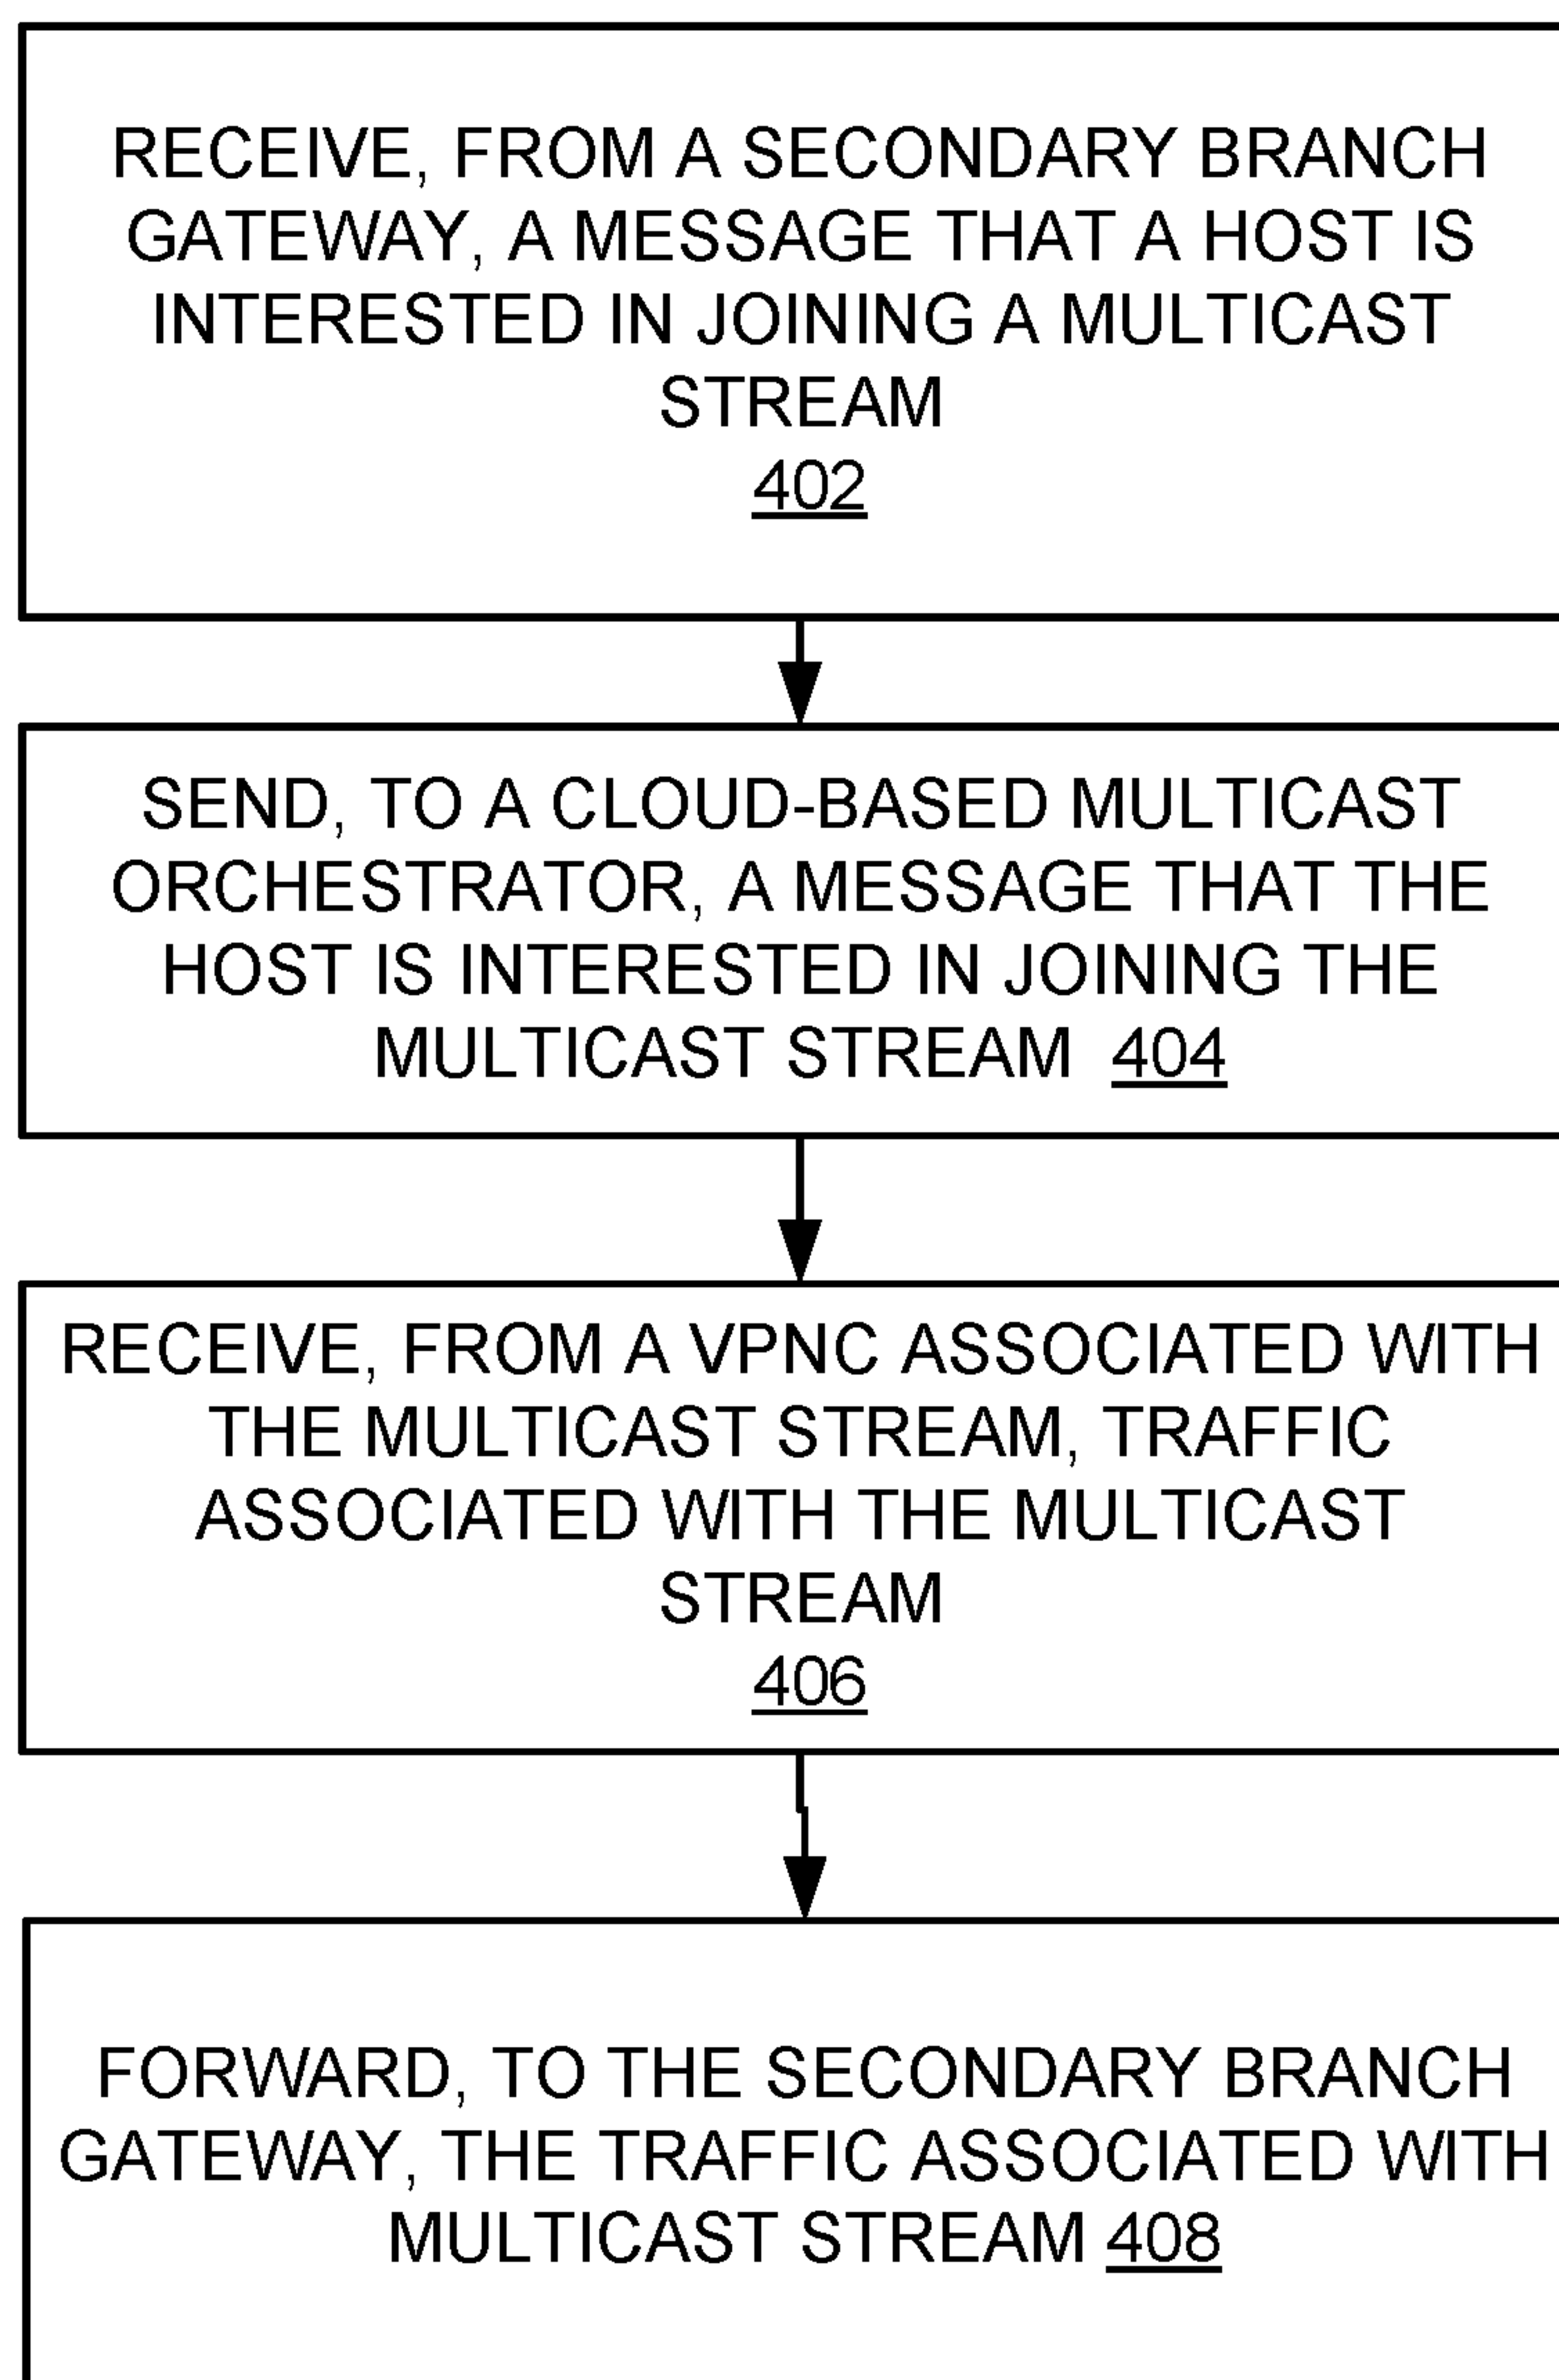 RECEIVE, FROM A SECONDARY BRANCH
GATEWAY, A MESSAGE THAT A HOST IS
INTERESTED IN JOINING A MULTICAST
STREAM
402
SEND, TO A CLOUD-BASED MULTICAST
ORCHESTRATOR, A MESSAGE THAT THE
HOST IS INTERESTED IN JOINING THE
MULTICAST STREAM 404
RECEIVE, FROM A VPNC ASSOCIATED WITH
THE MULTICAST STREAM, TRAFFIC
ASSOCIATED WITH THE MULTICAST
STREAM
406
FORWARD, TO THE SECONDARY BRANCH
GATEWAY, THE TRAFFIC ASSOCIATED WITH
MULTICAST STREAM 408